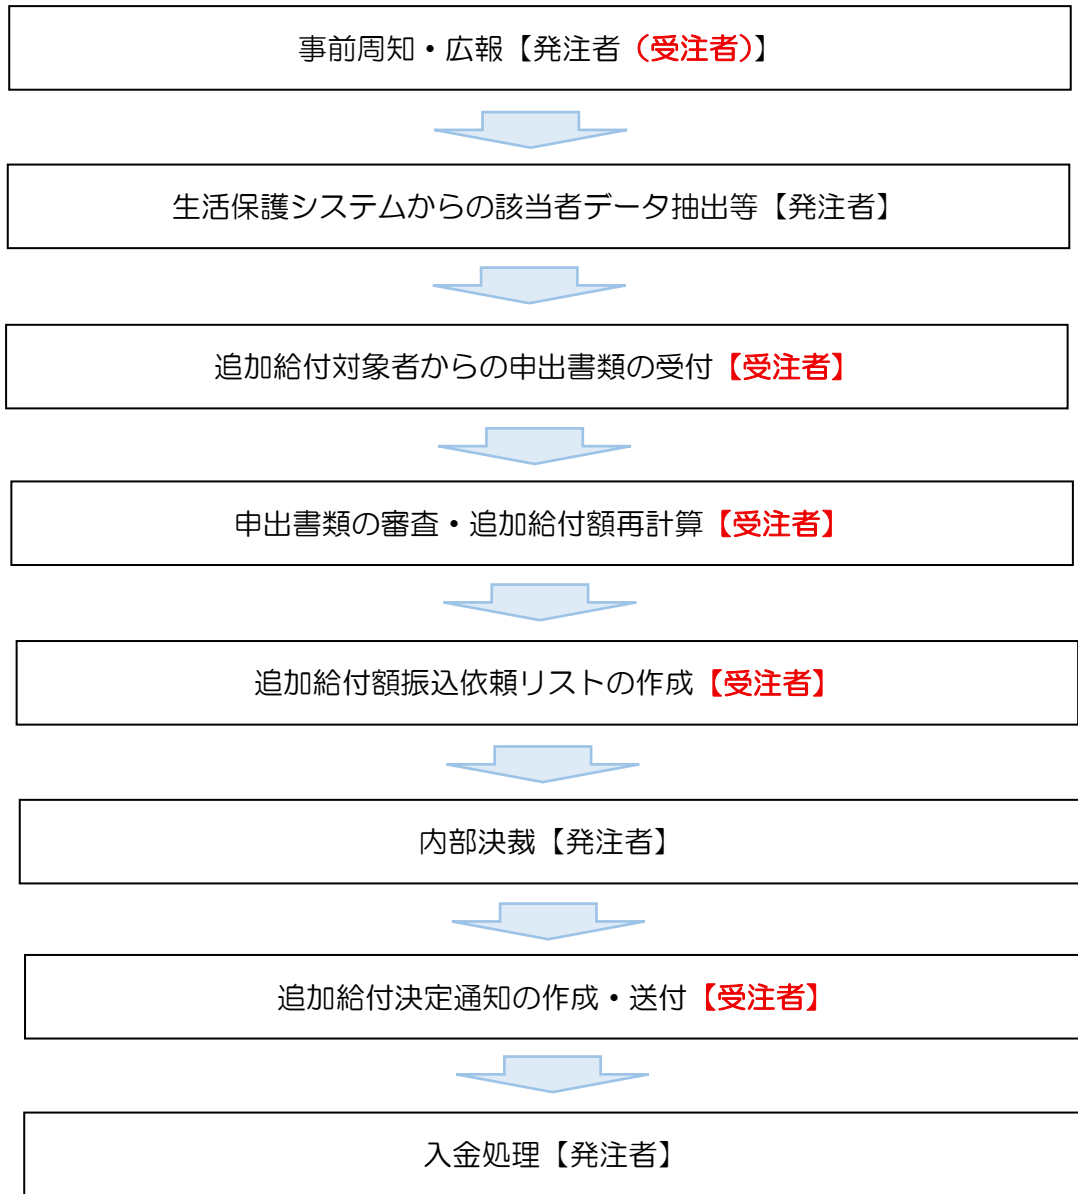 事前周知・広報【発注者（受注者）】
生活保護システムからの該当者データ抽出等【発注者】
追加給付対象者からの申出書類の受付【受注者】
申出書類の審査・追加給付額再計算【受注者】
追加給付額振込依頼リストの作成【受注者】
内部決裁【発注者】
追加給付決定通知の作成・送付【受注者】
入金処理【発注者】